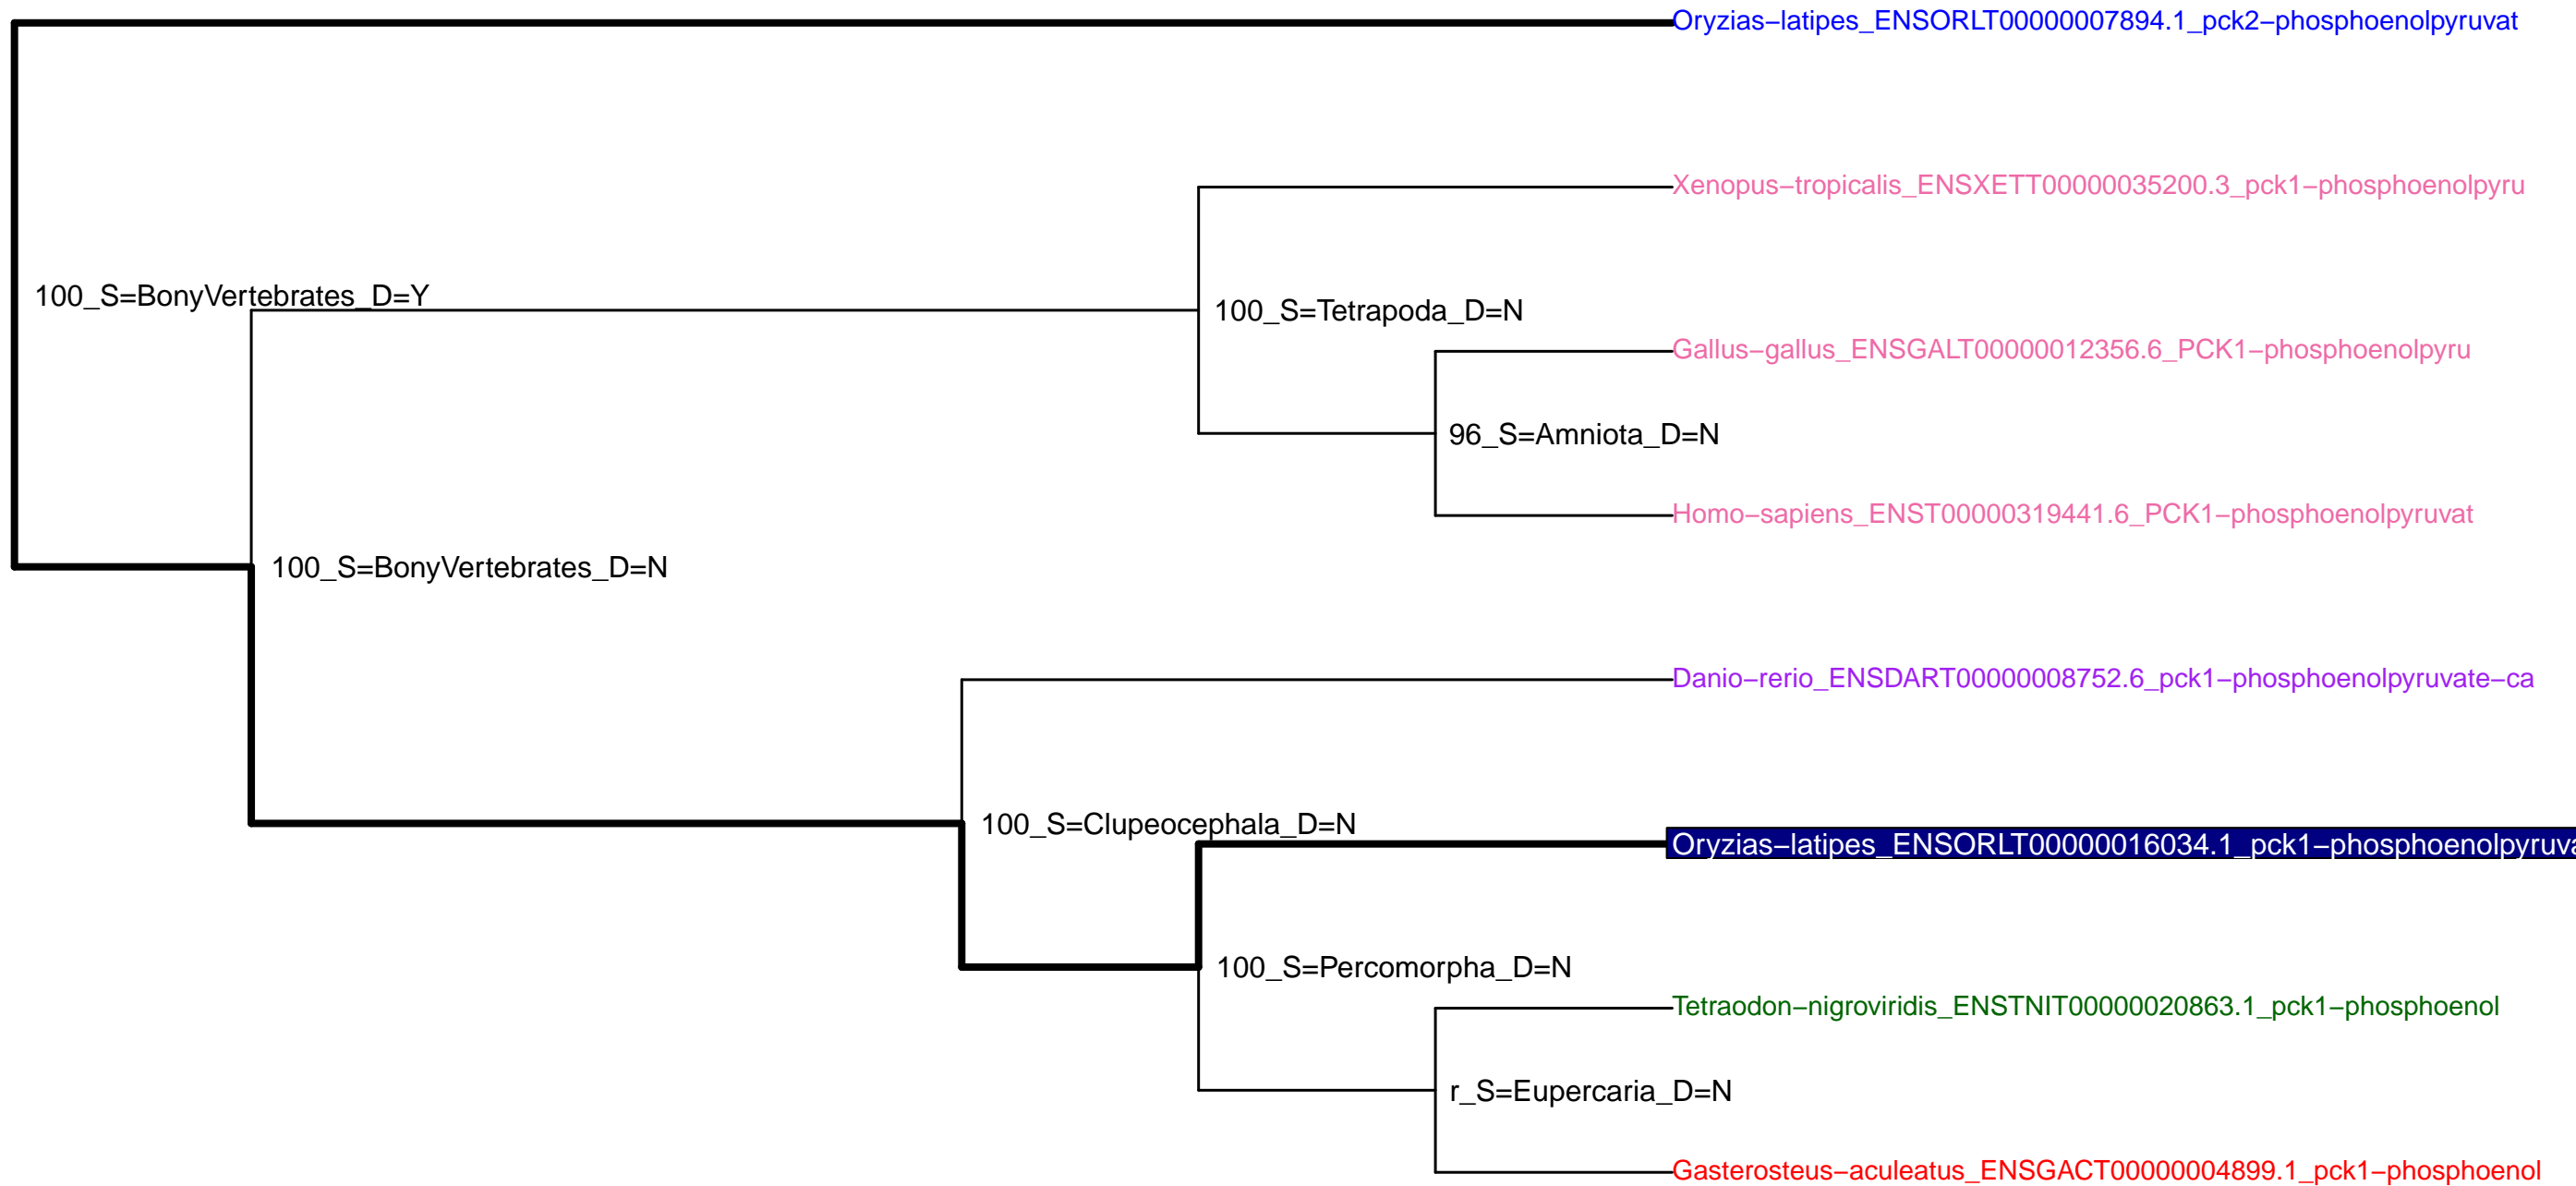 Oryzias−latipes_ENSORLT00000007894.1_pck2−phosphoenolpyruvat
Xenopus−tropicalis_ENSXETT00000035200.3_pck1−phosphoenolpyru
100_S=BonyVertebrates_D=Y
100_S=Tetrapoda_D=N
Gallus−gallus_ENSGALT00000012356.6_PCK1−phosphoenolpyru
96_S=Amniota_D=N
Homo−sapiens_ENST00000319441.6_PCK1−phosphoenolpyruvat
100_S=BonyVertebrates_D=N
Danio−rerio_ENSDART00000008752.6_pck1−phosphoenolpyruvate−ca
100_S=Clupeocephala_D=N
Oryzias−latipes_ENSORLT00000016034.1_pck1−phosphoenolpyruva
100_S=Percomorpha_D=N
Tetraodon−nigroviridis_ENSTNIT00000020863.1_pck1−phosphoenol
r_S=Eupercaria_D=N
Gasterosteus−aculeatus_ENSGACT00000004899.1_pck1−phosphoenol